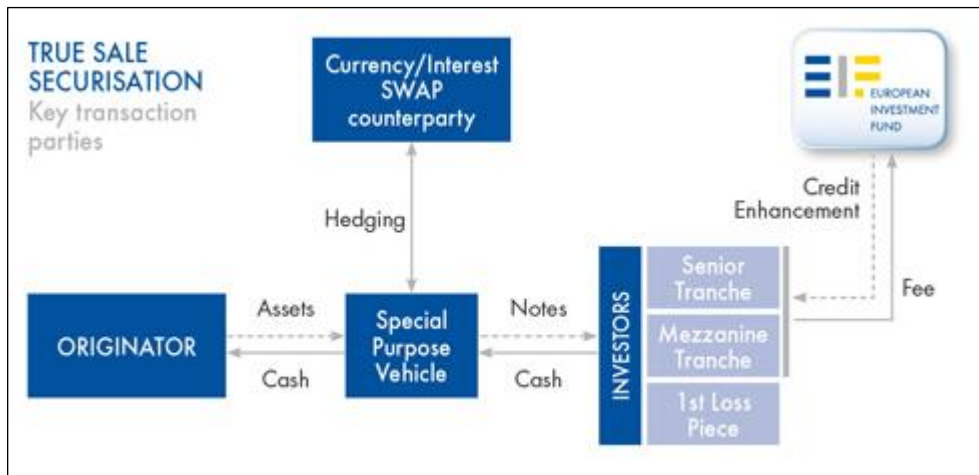 TRUE SALE
SECURISATION
Key transaction
parties
Currency/Interest
SWAP
counterparty
EIF
EUROPEAN
INVESTMENT
FUND
Credit
Enhancement
Hedging
Fee
ORIGINATOR
Assets
Cash
Special
Purpose
Vehicle
Notes
Cash
INVESTORS
Senior
Tranche
Mezzanine
Tranche
1st Loss
Piece